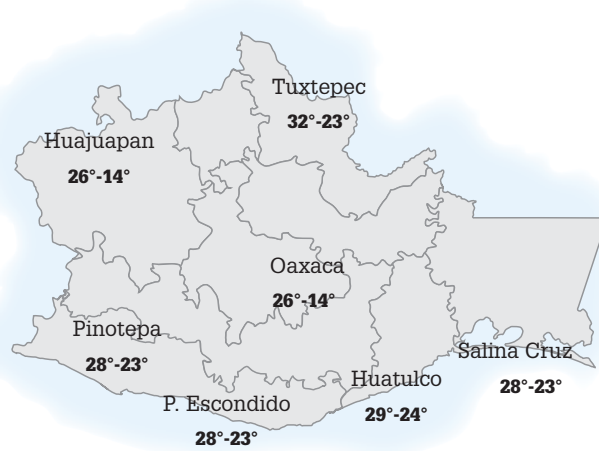 Tuxtepec
32°-23°
Huajuapan
26°-14°
Oaxaca
26°-14°
Pinotepa
28°-23°
Salina Cruz
28°-23°
Huatulco
29°-24°
P. Escondido
28°-23°